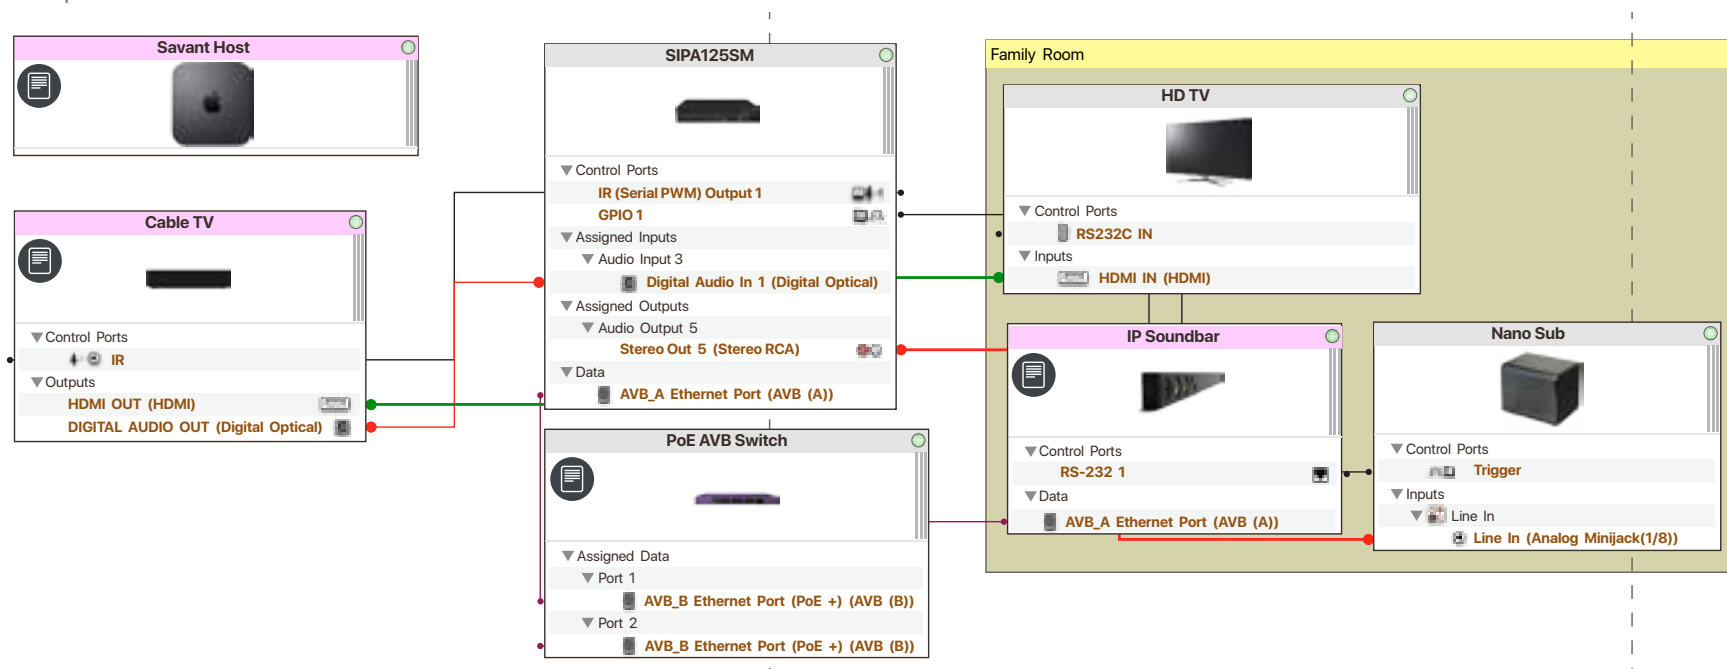 Savant Host
Cable TV
Control Ports
IR
Outputs
HDMI OUT (HDMI)
DIGITAL AUDIO OUT (Digital Optical)
SIPA125SM
Control Ports
IR (Serial PWM) Output 1
GPIO 1
Assigned Inputs
Audio Input 3
Digital Audio In 1 (Digital Optical)
Assigned Outputs
Audio Output 5
Stereo Out 5 (Stereo RCA)
Data
AVB_A Ethernet Port (AVB (A))
PoE AVB Switch
Assigned Data
Port 1
AVB_B Ethernet Port (PoE +) (AVB (B))
Port 2
AVB_B Ethernet Port (PoE +) (AVB (B))
Family Room
HD TV
Control Ports
RS232C IN
Inputs
HDMI IN (HDMI)
IP Soundbar
Control Ports
RS-232 1
Data
AVB_A Ethernet Port (AVB (A))
Nano Sub
Control Ports
Trigger
Inputs
Line In
Line In (Analog Minijack(1/8))